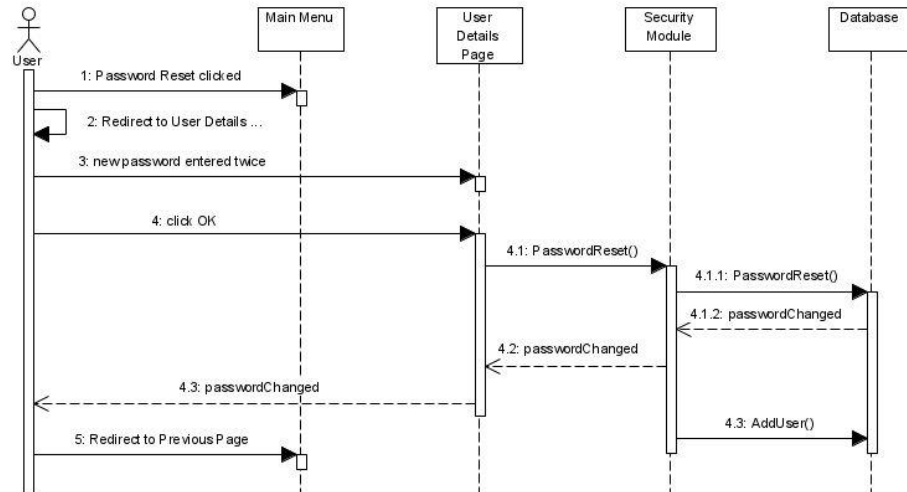 Main Menu
User
Details
Page
Security
Module
Database
User
1: Password Reset clicked
2: Redirect to User Details ...
3: new password entered twice
4: click OK
4.1: PasswordReset()
4.1.1: PasswordReset()
4.1.2: passwordChanged
4.2: passwordChanged
4.3: passwordChanged
4.3: AddUser()
5: Redirect to Previous Page